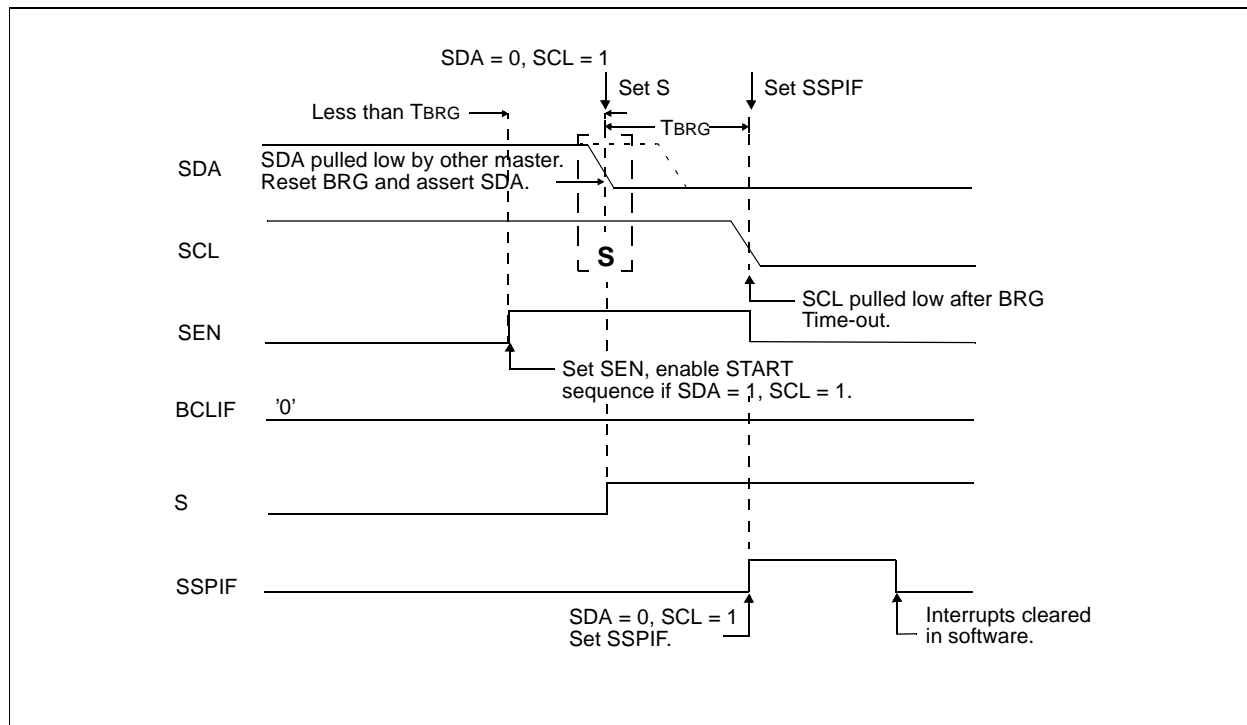 SDA = 0, SCL = 1
Set S
Set SSPIF
Less than TBRG
TBRG
SDA
SDA pulled low by other master.
Reset BRG and assert SDA.
SCL
S
SCL pulled low after BRG
Time-out.
SEN
Set SEN, enable START
sequence if SDA = 1, SCL = 1.
BCLIF
'0'
S
SSPIF
SDA = 0, SCL = 1
Set SSPIF.
Interrupts cleared
in software.